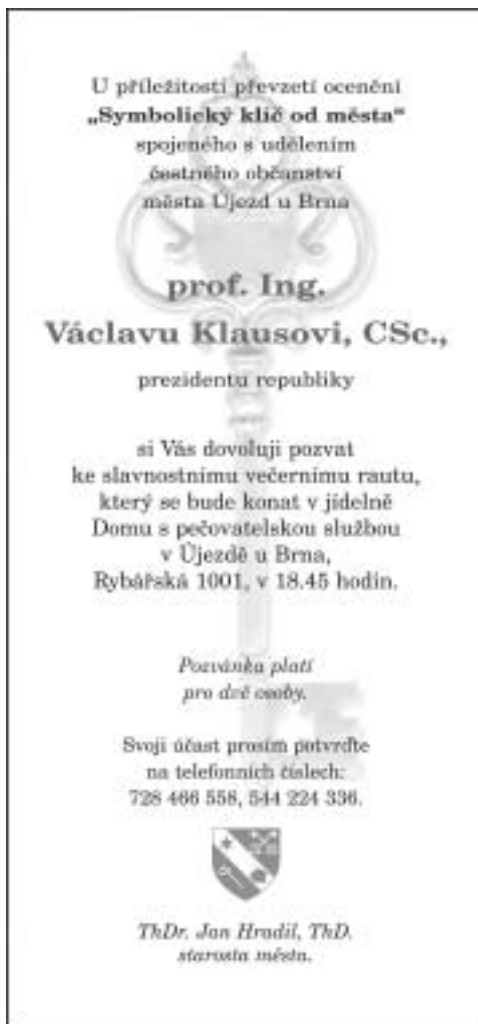 U příležitosti převzetí ocenění
„Symbolický klíč od města“
spojeného s udělením
čestného občanství
města Újezd u Brna
prof. Ing.
Václavu Klausovi, CSc.,
prezidentu republiky
si Vás dovoluji pozvat
ke slavnostnímu večernímu rautu,
který se bude konat v jídelně
Domu s pečovatelskou službou
v Újezdě u Brna,
Rybářská 1001, v 18.45 hodin.
Pozvánka platí
pro dvě osoby.
Svoji účast prosím potvrďte
na telefonních číslech:
728 466 558, 544 224 336.
ThDr. Jan Hradil, ThD.
starosta města.